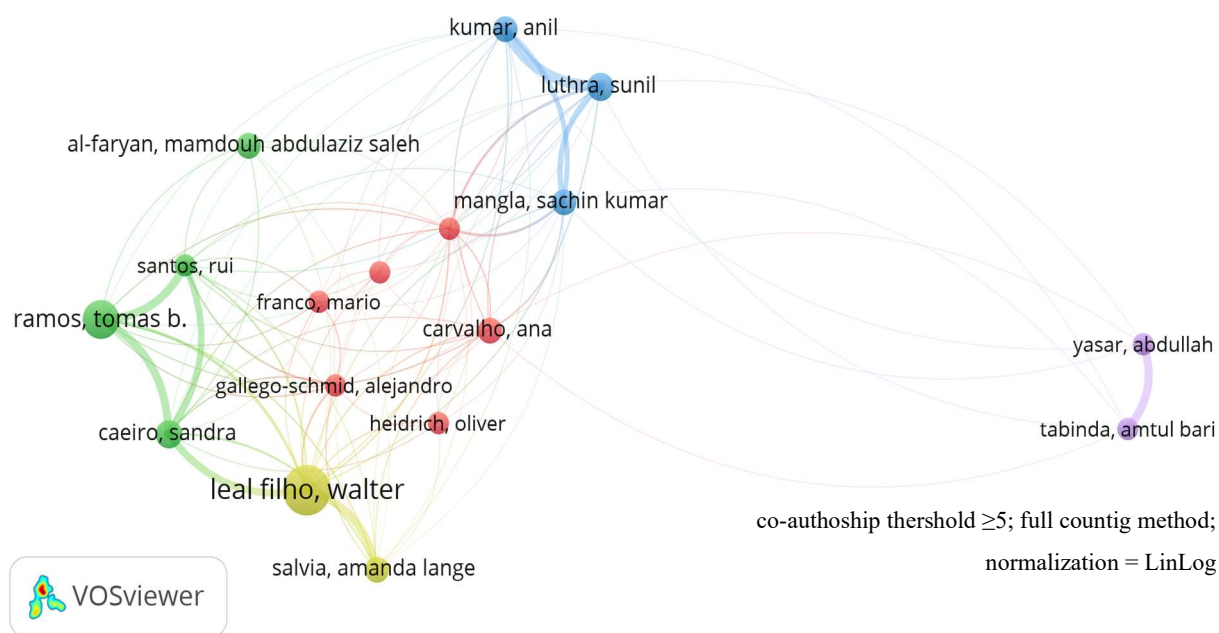 kumar, anil
luthra, sunil
al-faryan, mamdouh abdulaziz saleh
mangla, sachin kumar
santos, rui
franco, mario
ramos, tomas b.
carvalho, ana
yasar, abdullah
gallego-schmid, alejandro
heidrich, oliver
caeiro, sandra
tabinda, amtul bari
leal filho, walter
co-authoship thershold ≥5; full countig method;
normalization = LinLog
salvia, amanda lange
VOSviewer